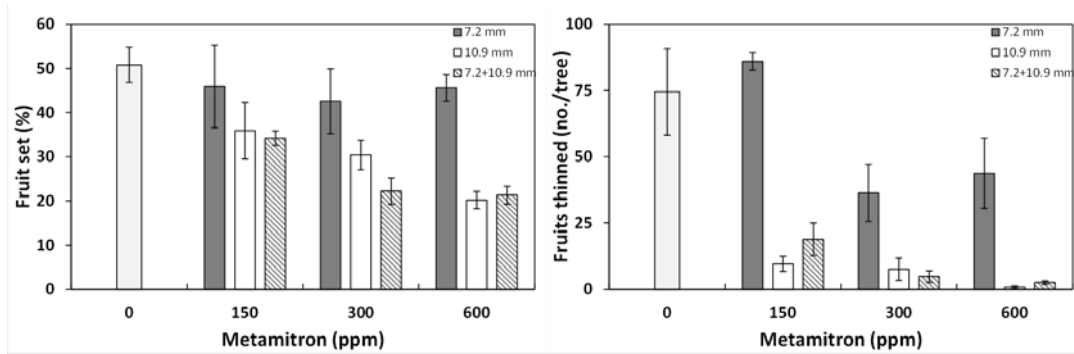 60
50
40
30
20
10
0
Fruit set (%)
7.2 mm
10.9 mm
7.2+10.9 mm
0 150 300 600
Metamitron (ppm)
100
75
50
25
0
Fruits thinned (no./tree)
7.2 mm
10.9 mm
7.2+10.9 mm
0 150 300 600
Metamitron (ppm)